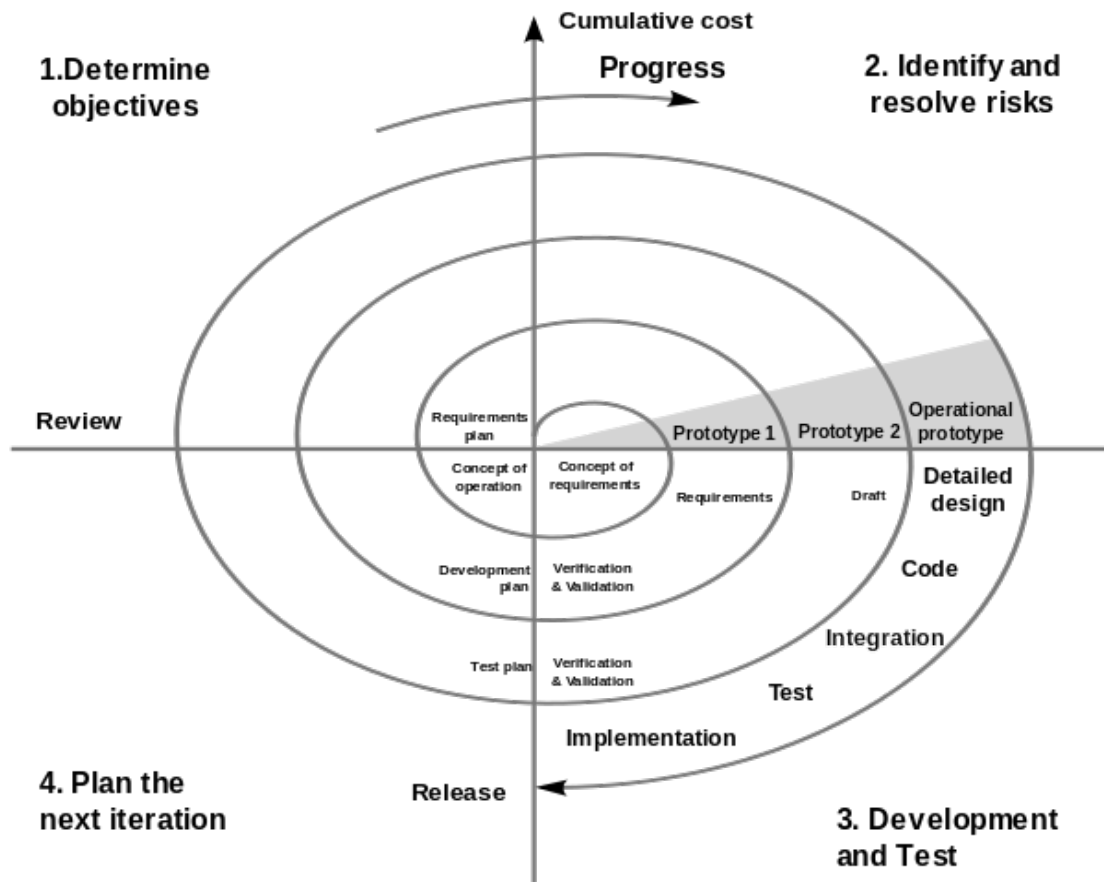 Cumulative cost
Progress
1.Determine
objectives
2. Identify and
resolve risks
Review
Requirements
plan
Prototype 1
Prototype 2
Operational
prototype
Concept of
operation
Concept of
requirements
Requirements
Draft
Detailed
design
Development
plan
Verification
& Validation
Code
Integration
Test plan
Verification
& Validation
Test
Implementation
Release
4. Plan the
next iteration
3. Development
and Test